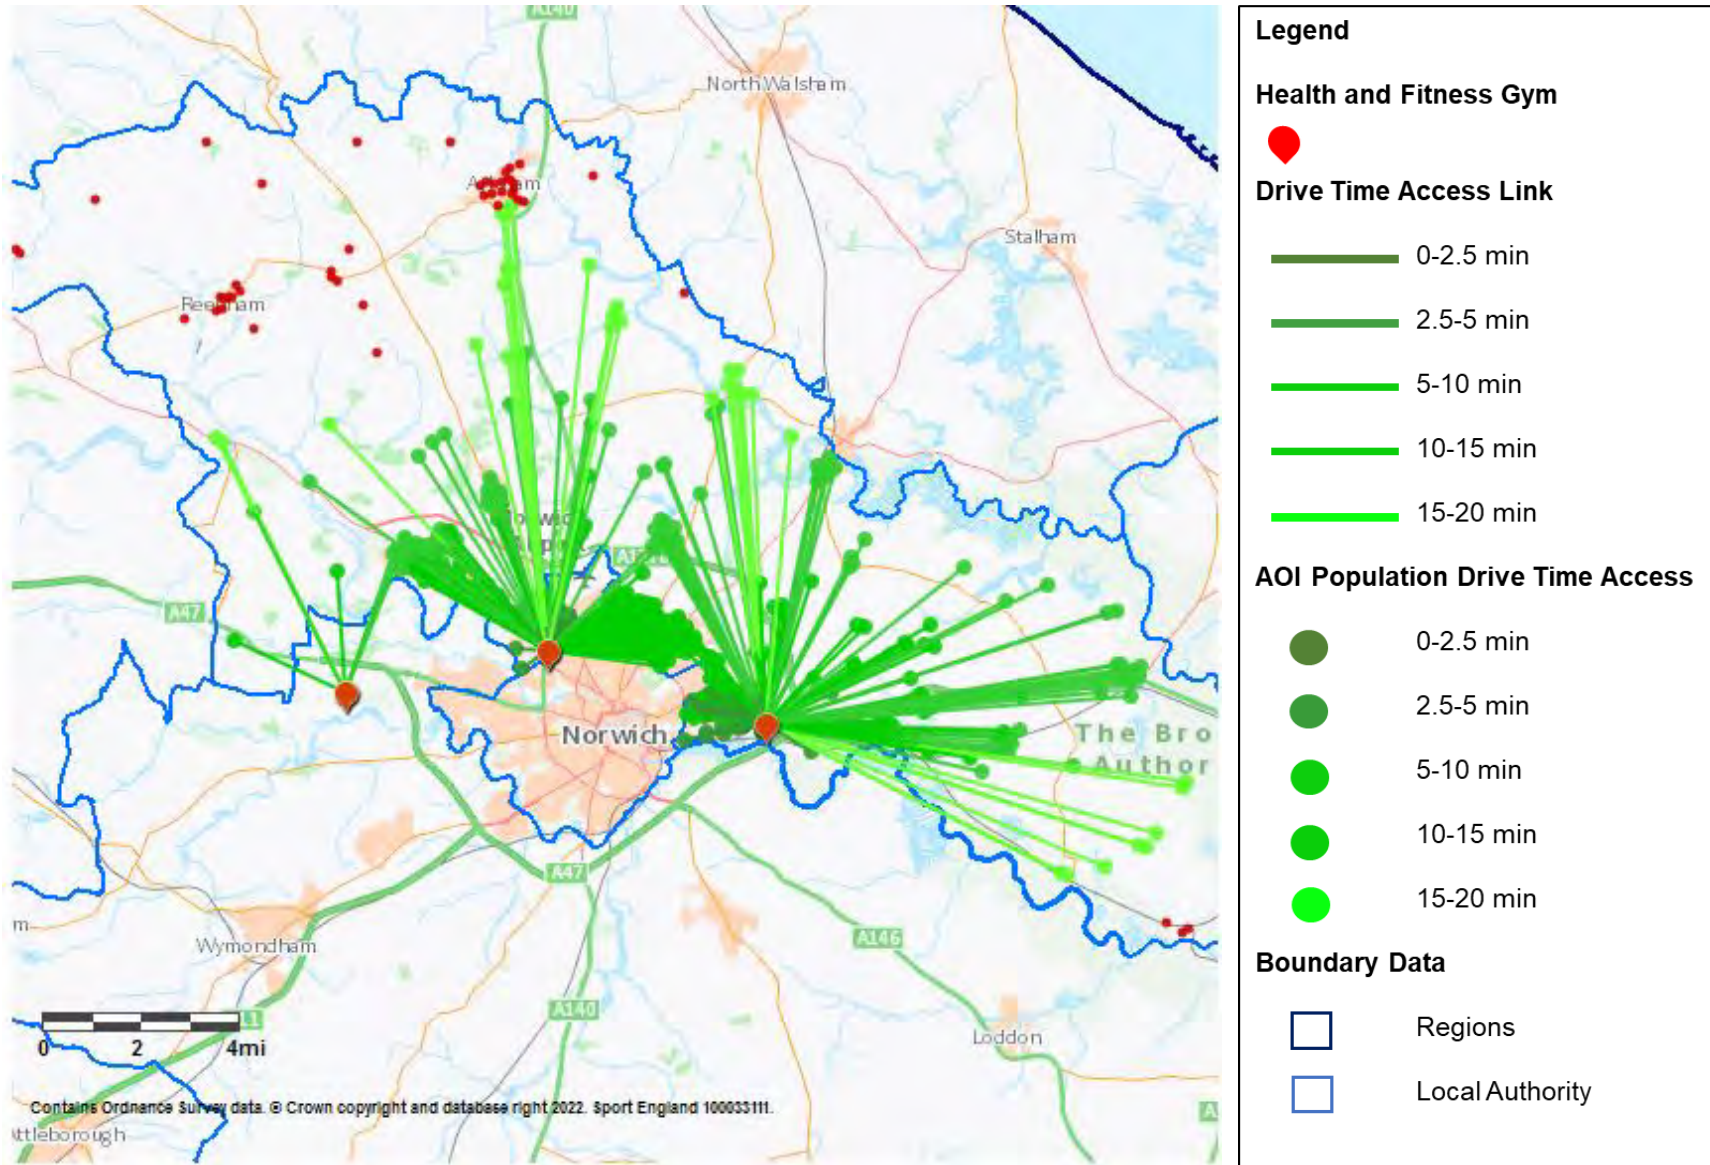 A140
North Walsham
Stalham
A47
Norwich
The Bro
Author
A47
Wymondham
A146
A140
Loddon
0 2 4mi
Contains Ordnance Survey data. © Crown copyright and database right 2022. Sport England 100033111.
ttleborough
Legend
Health and Fitness Gym
Drive Time Access Link
0-2.5 min
2.5-5 min
5-10 min
10-15 min
15-20 min
AOI Population Drive Time Access
0-2.5 min
2.5-5 min
5-10 min
10-15 min
15-20 min
Boundary Data
Regions
Local Authority